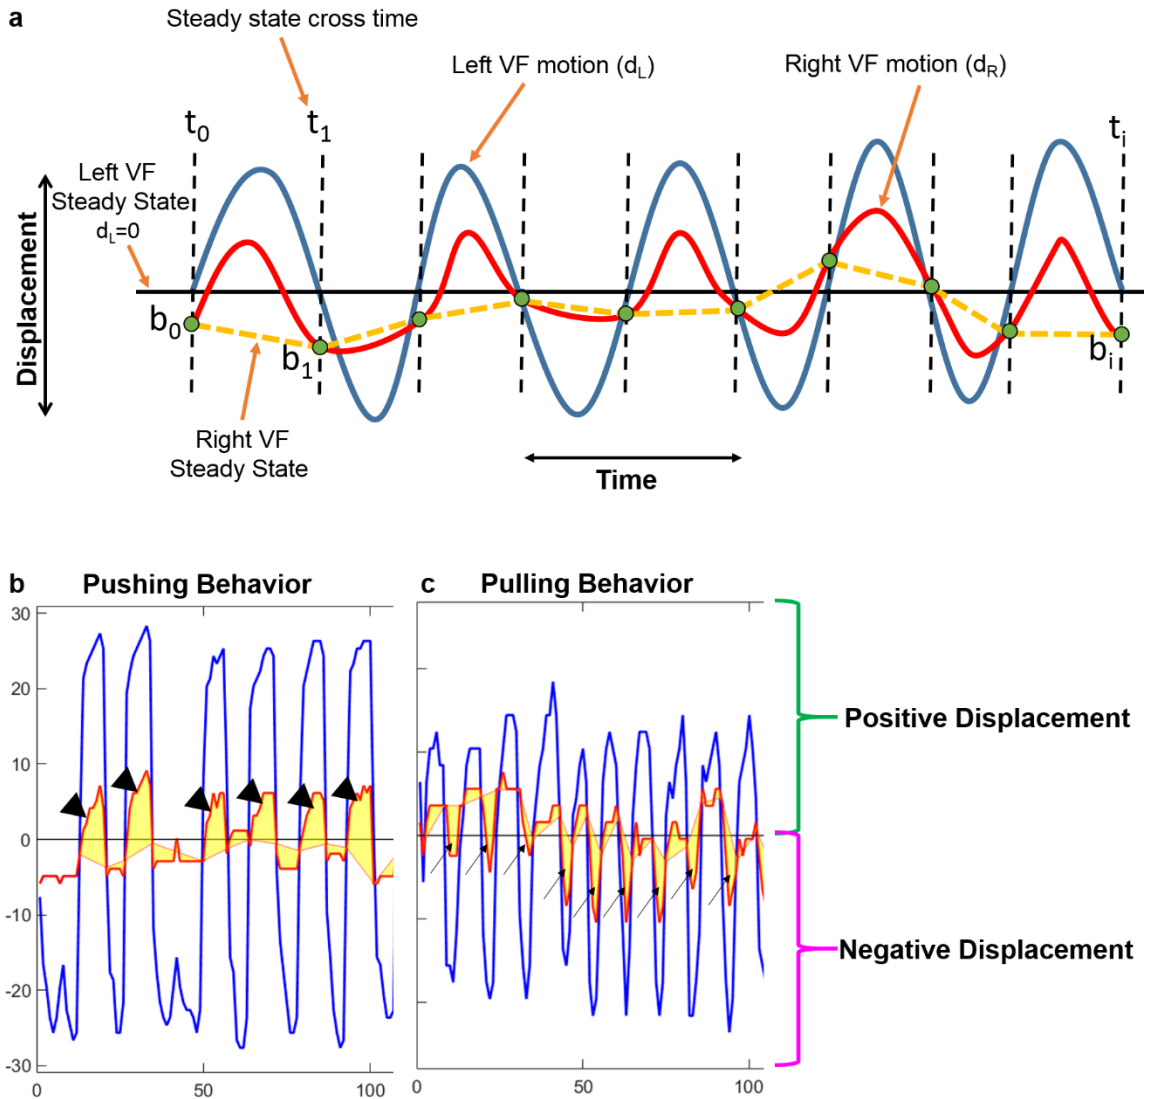 a
Steady state cross time
Left VF motion (dL)
Right VF motion (dR)
t0
t1
ti
Left VF
Steady State
dL=0
Displacement
b0
b1
bi
Right VF
Steady State
Time
b
Pushing Behavior
c
Pulling Behavior
30
20
10
0
-10
-20
-30
0
50
100
0
50
100
Positive Displacement
Negative Displacement